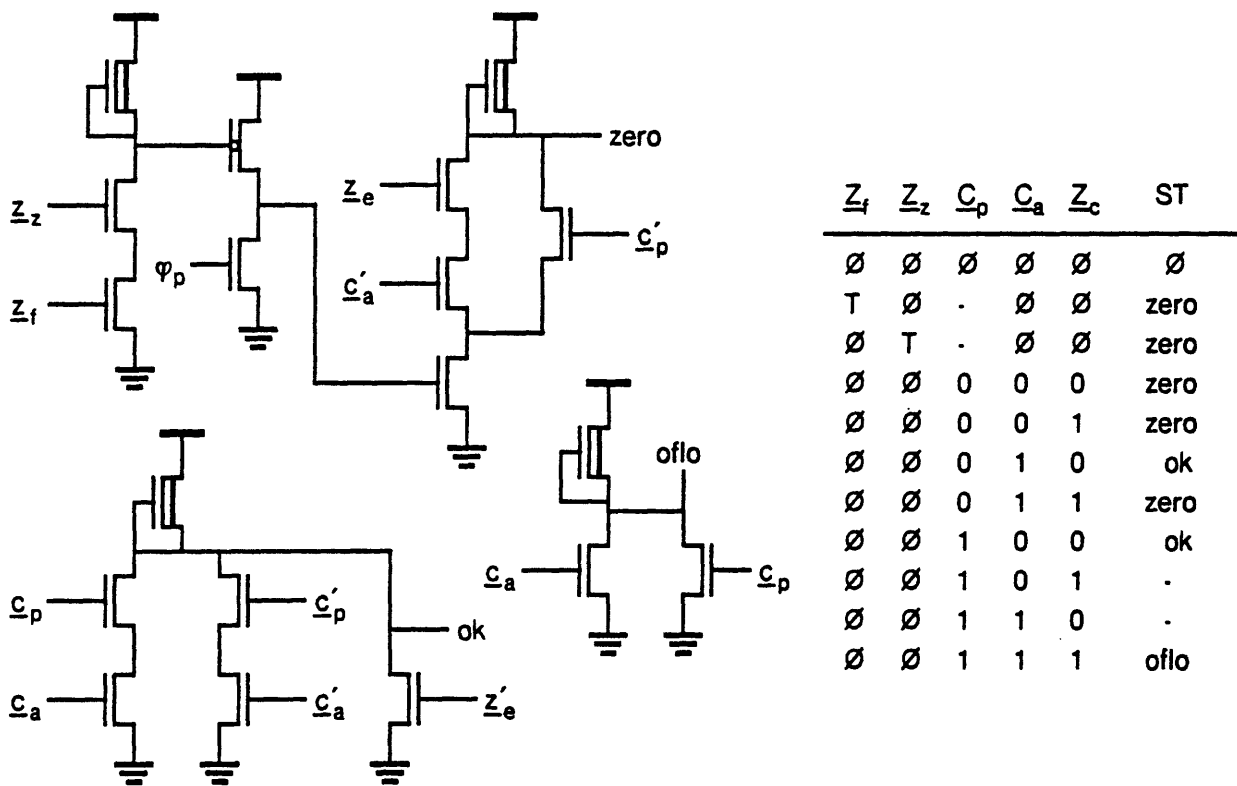 zero
z_z
z_e
c'_p
φ_p
c'_a
z_f
oflo
c_a
c_p
c_p
c'_p
ok
c_a
c'_a
z'_e
Z_f Z_z C_p C_a Z_c ST
Ø Ø Ø Ø Ø Ø
T Ø - Ø Ø zero
Ø T - Ø Ø zero
Ø Ø 0 0 0 zero
Ø Ø 0 0 1 zero
Ø Ø 0 1 0 ok
Ø Ø 0 1 1 zero
Ø Ø 1 0 0 ok
Ø Ø 1 0 1 -
Ø Ø 1 1 0 -
Ø Ø 1 1 1 oflo